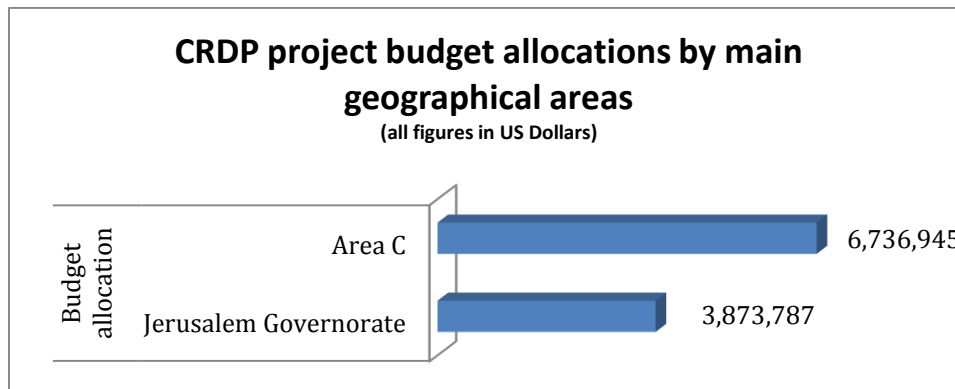 CRDP project budget allocations by main
geographical areas
(all figures in US Dollars)
Budget
allocation
Area C
6,736,945
Jerusalem Governorate
3,873,787